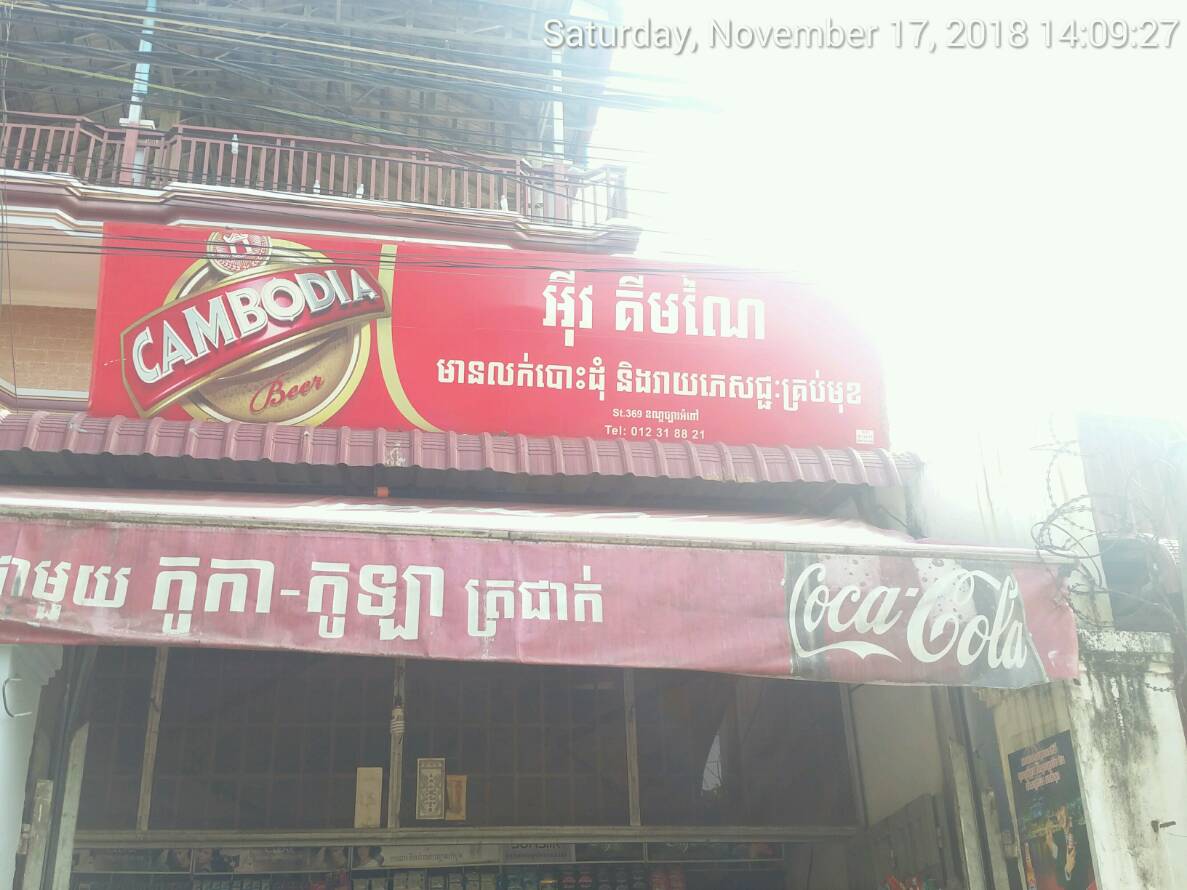 Saturday, November 17, 2018 14:09:27
CAMBODIA
Beer
អ៊ីវ គីមណៃ
មានលក់បោះដុំ និងរាយភេសជ្ជៈគ្រប់មុខ
St.369
Tel: 012 31 88 21
មួយ កូកា-កូឡា ត្រជាក់
Coca-Cola